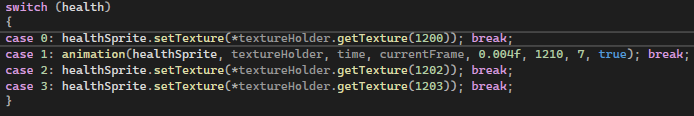 switch (health)
{
case 0: healthSprite.setTexture(*textureHolder.getTexture(1200)); break;
case 1: animation(healthSprite, textureHolder, time, currentFrame, 0.004f, 1210, 7, true); break;
case 2: healthSprite.setTexture(*textureHolder.getTexture(1202)); break;
case 3: healthSprite.setTexture(*textureHolder.getTexture(1203)); break;
}